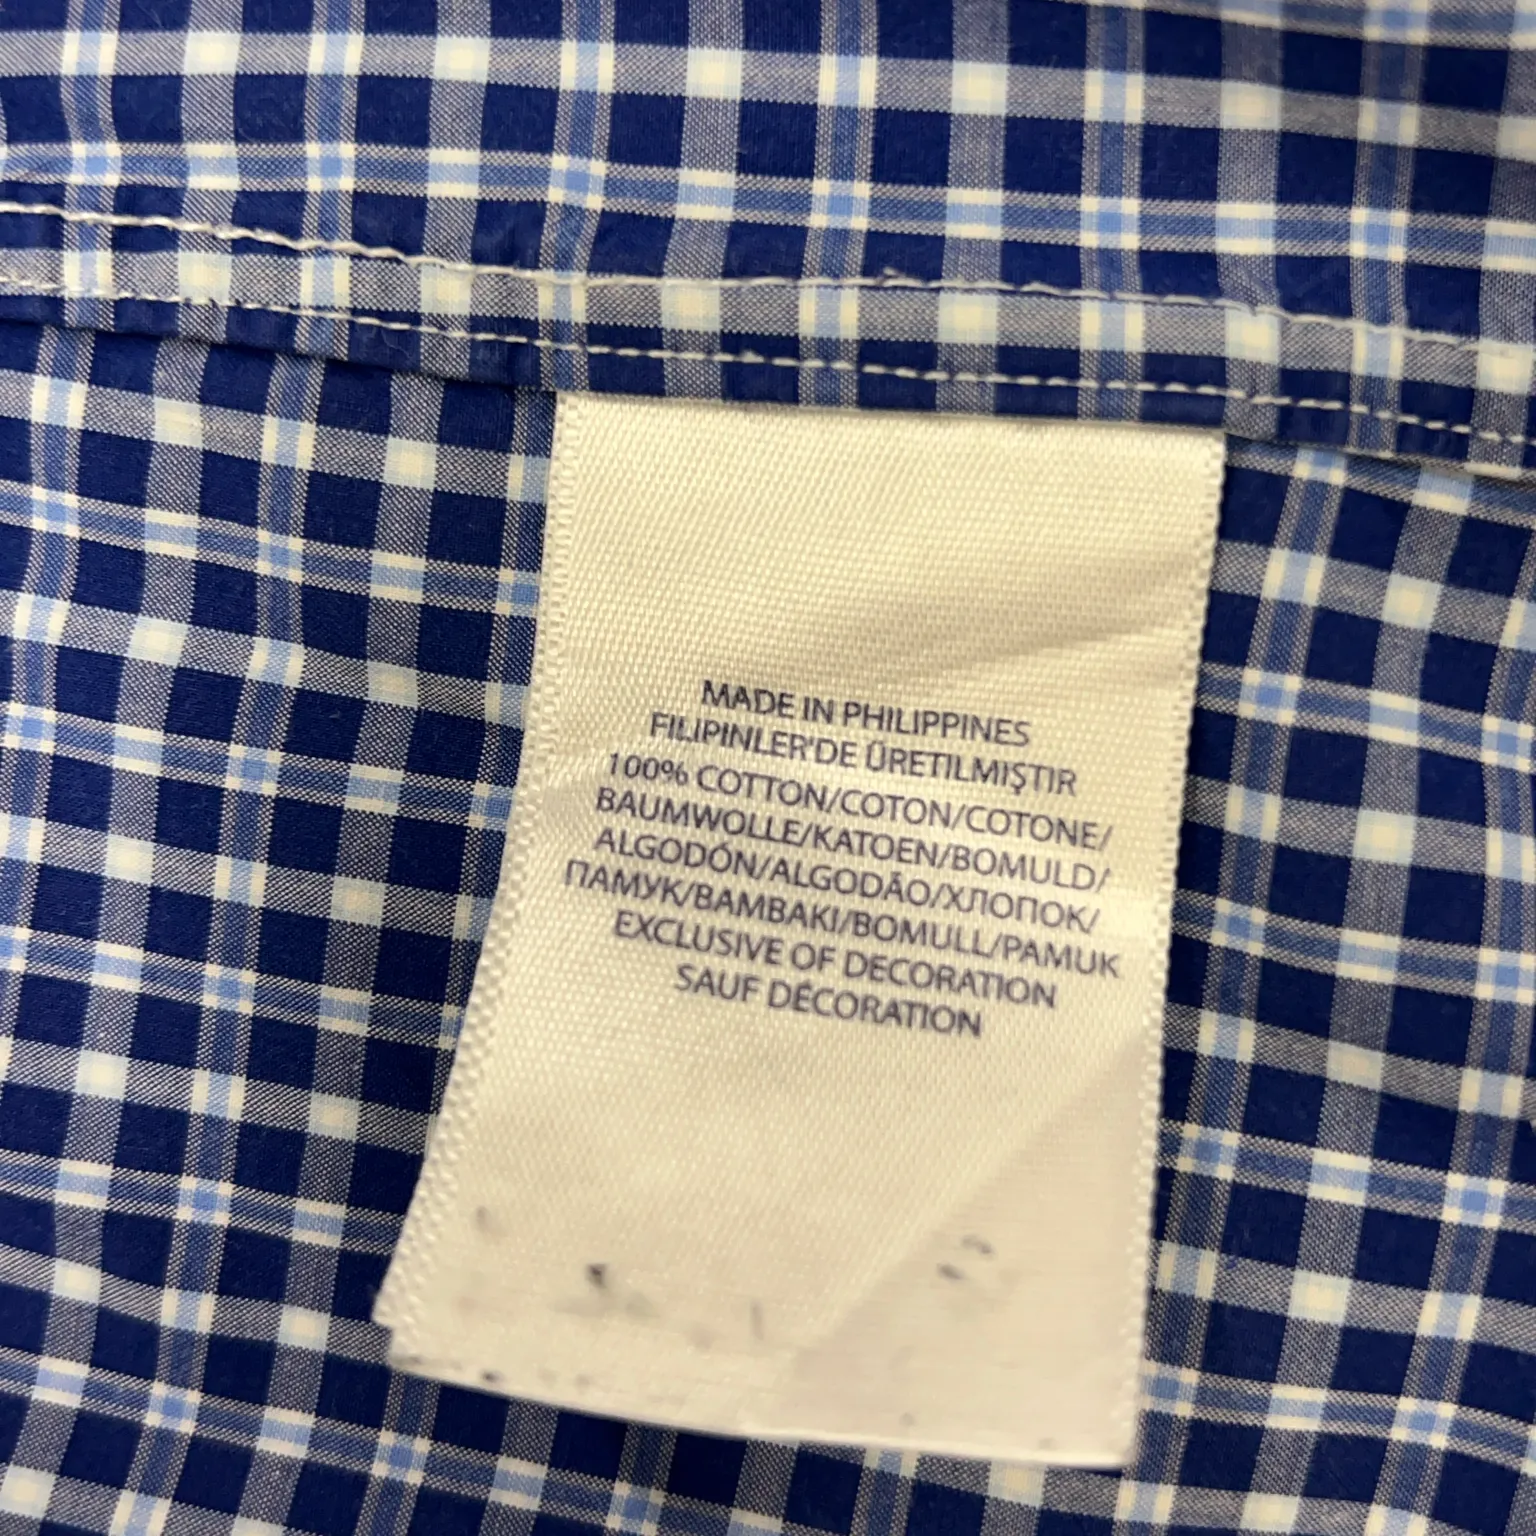 MADE IN PHILIPPINES
FILIPINLER'DE ÜRETILMIŞTIR
100% COTTON/COTON/COTONE/
BAUMWOLLE/KATOEN/BOMULD/
ALGODÓN/ALGODÃO/ХЛОПОК/
ПАМУК/BAMBAKI/BOMULL/PAMUK
EXCLUSIVE OF DECORATION
SAUF DÉCORATION